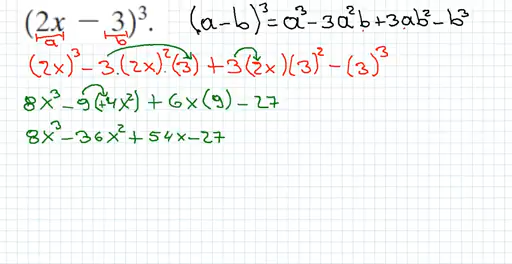 (2x − 3)³. (a-b)³ = a³ - 3a²b + 3ab² - b³
a b
(2x)³ - 3·(2x)²·(3) + 3(2x)(3)² - (3)³
8x³ - 9(+4x²) + 6x(9) - 27
8x³ - 36x² + 54x - 27